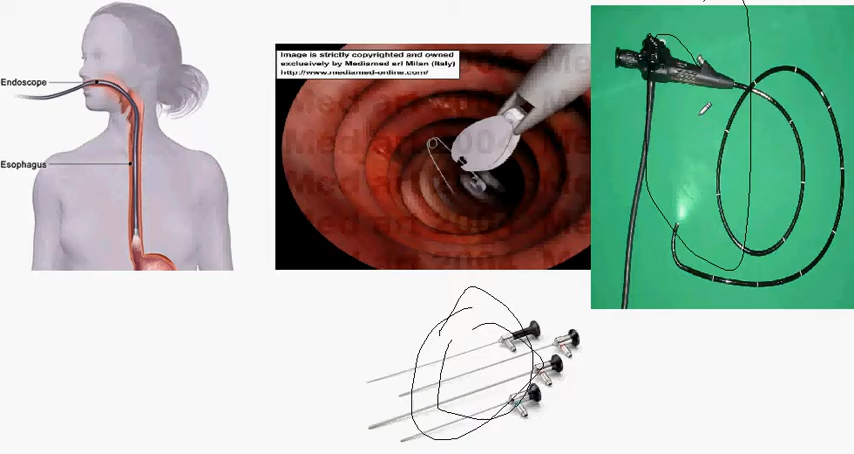 Endoscope
Esophagus
Image is strictly copyrighted and owned
exclusively by Mediamed srl Milan (Italy)
http://www.mediamed-online.com/